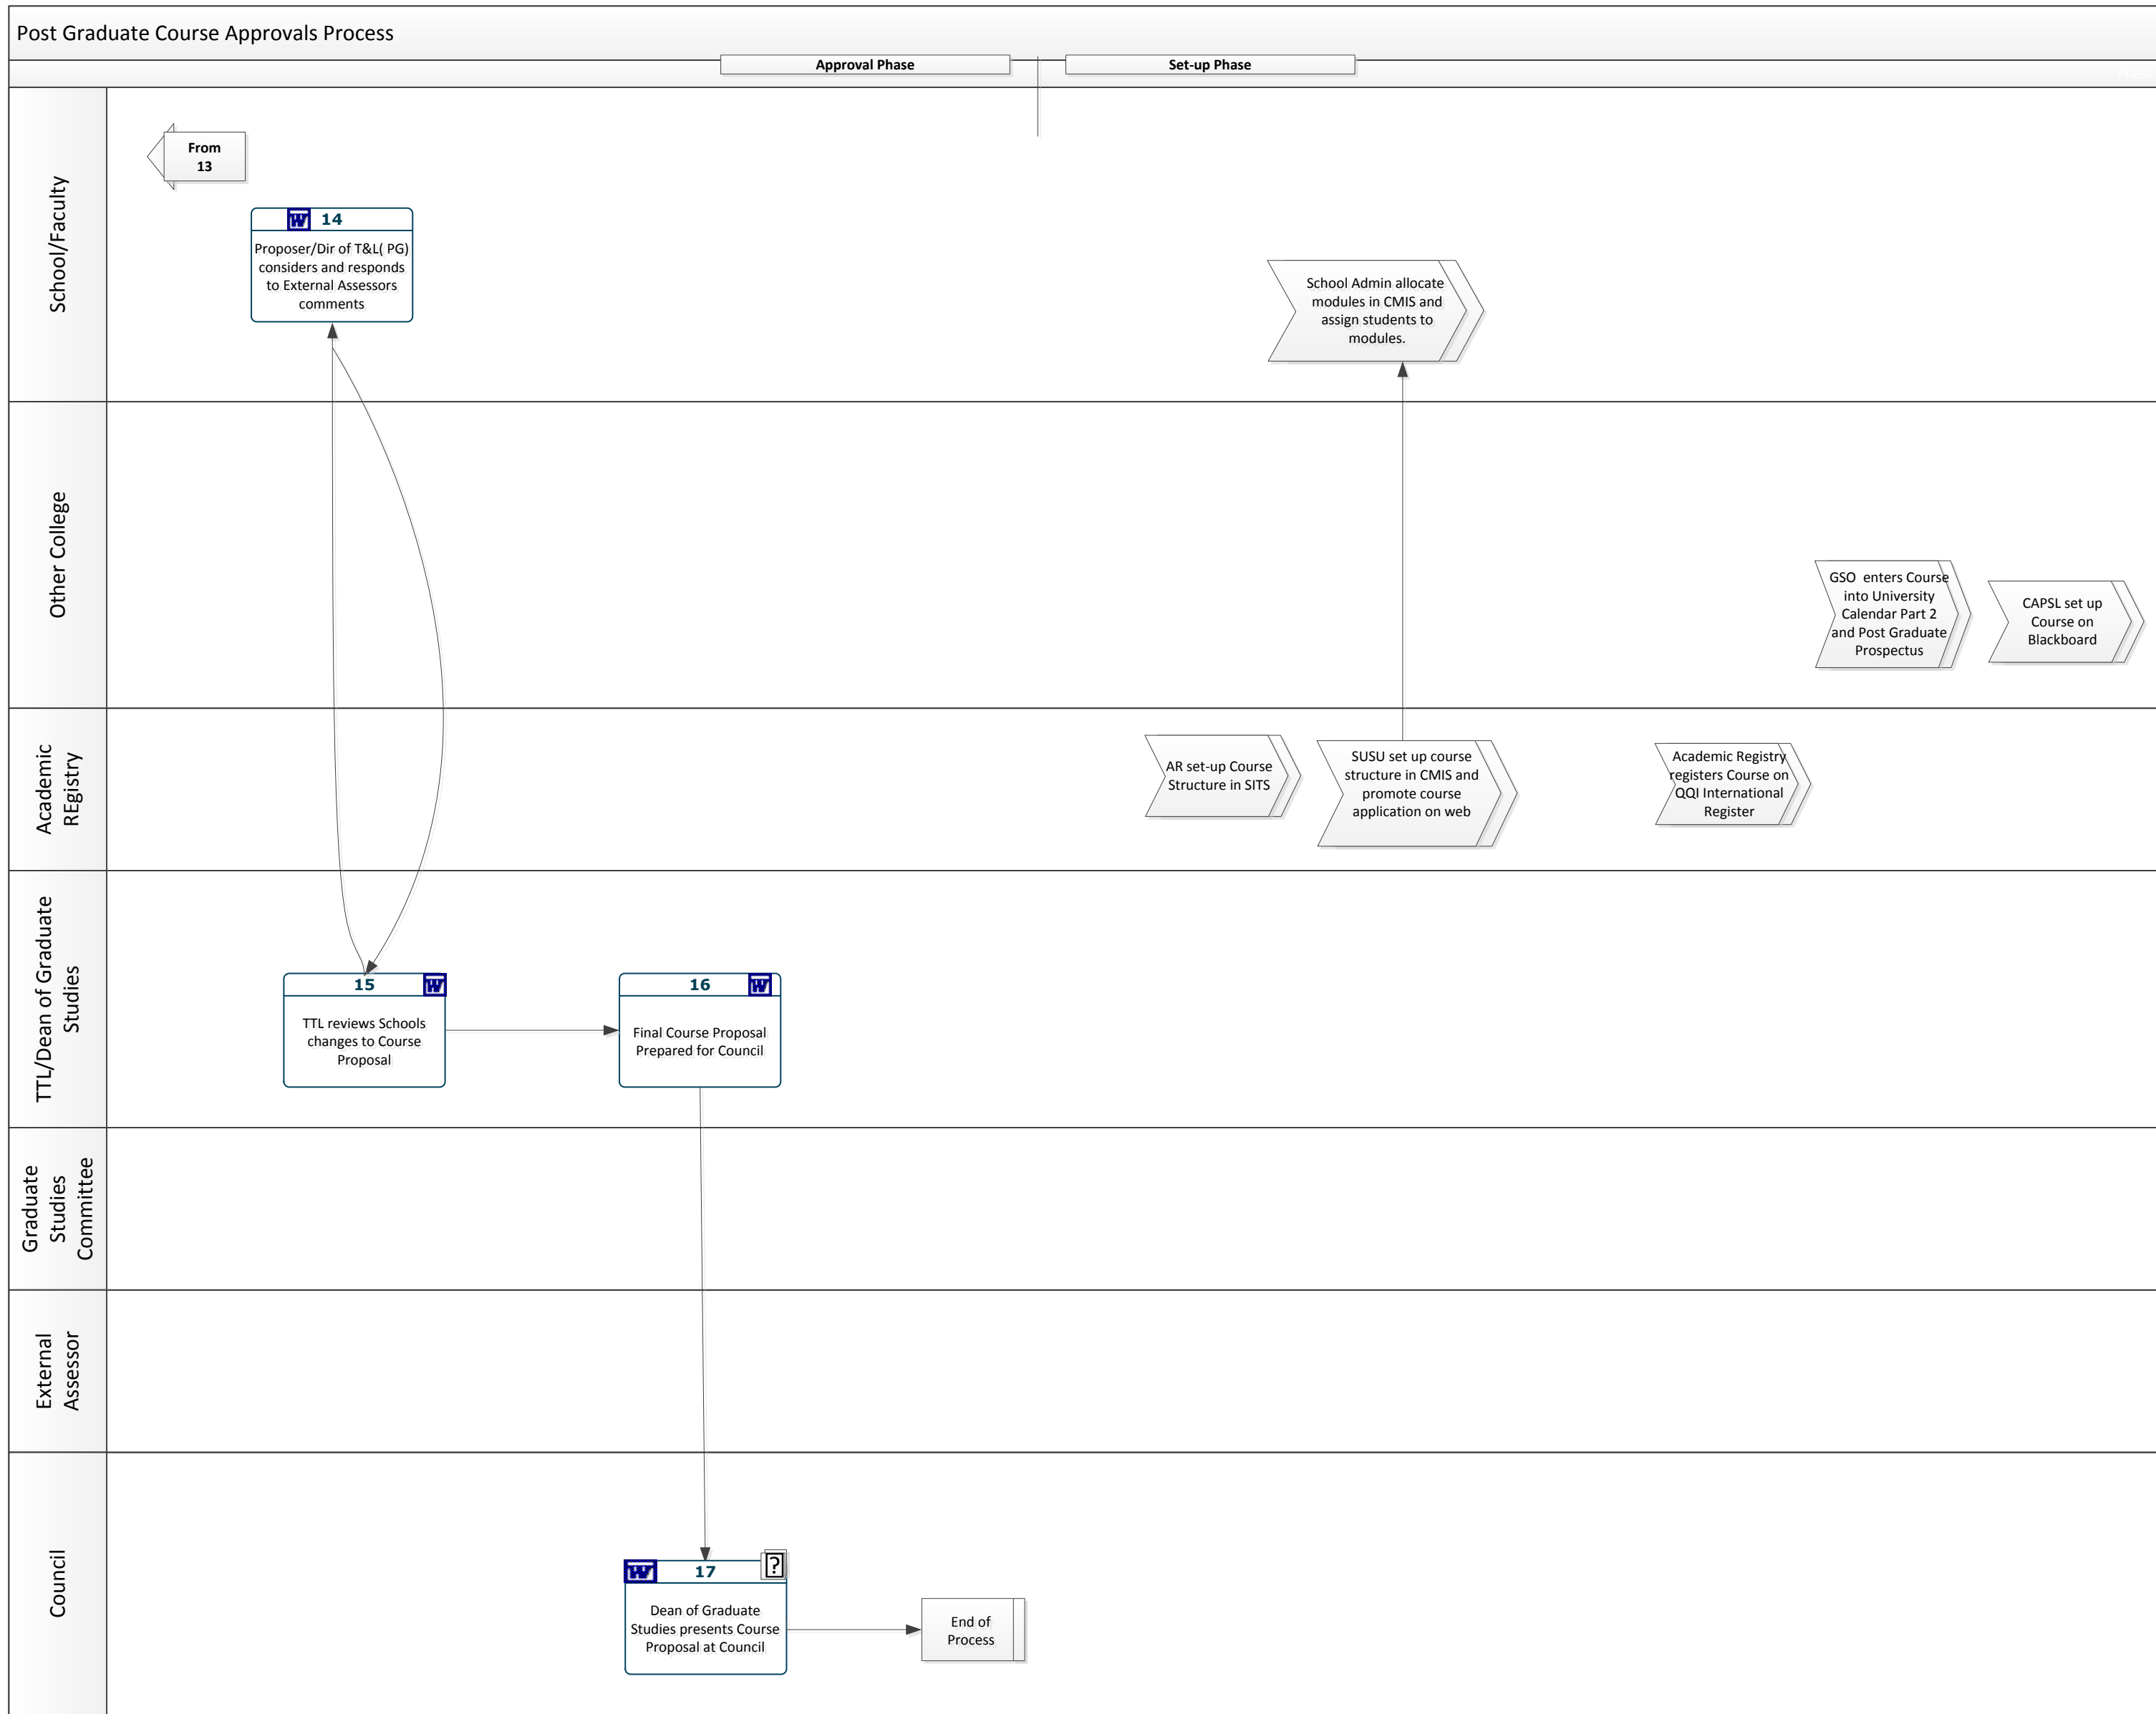 Post Graduate Course Approvals Process
Approval Phase
Set-up Phase
School/Faculty
From
13
14
Proposer/Dir of T&L( PG)
considers and responds
to External Assessors
comments
School Admin allocate
modules in CMIS and
assign students to
modules.
Other College
GSO enters Course
into University
Calendar Part 2
and Post Graduate
Prospectus
CAPSL set up
Course on
Blackboard
Academic
REgistry
AR set-up Course
Structure in SITS
SUSU set up course
structure in CMIS and
promote course
application on web
Academic Registry
registers Course on
QQI International
Register
TTL/Dean of Graduate
Studies
15
TTL reviews Schools
changes to Course
Proposal
16
Final Course Proposal
Prepared for Council
Graduate
Studies
Committee
External
Assessor
Council
17
?
Dean of Graduate
Studies presents Course
Proposal at Council
End of
Process